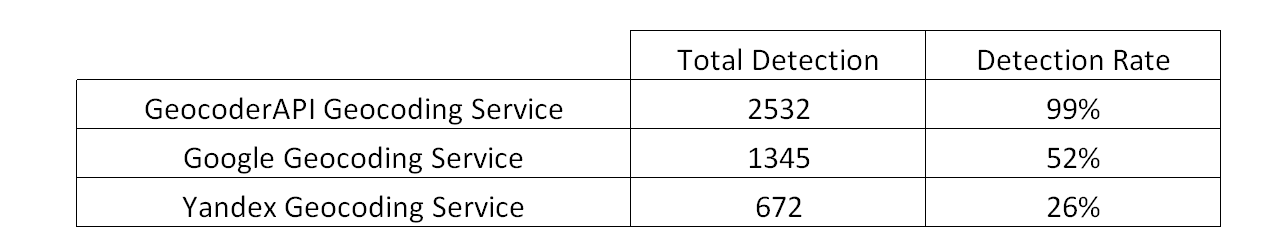 Total Detection Detection Rate
GeocoderAPI Geocoding Service 2532 99%
Google Geocoding Service 1345 52%
Yandex Geocoding Service 672 26%